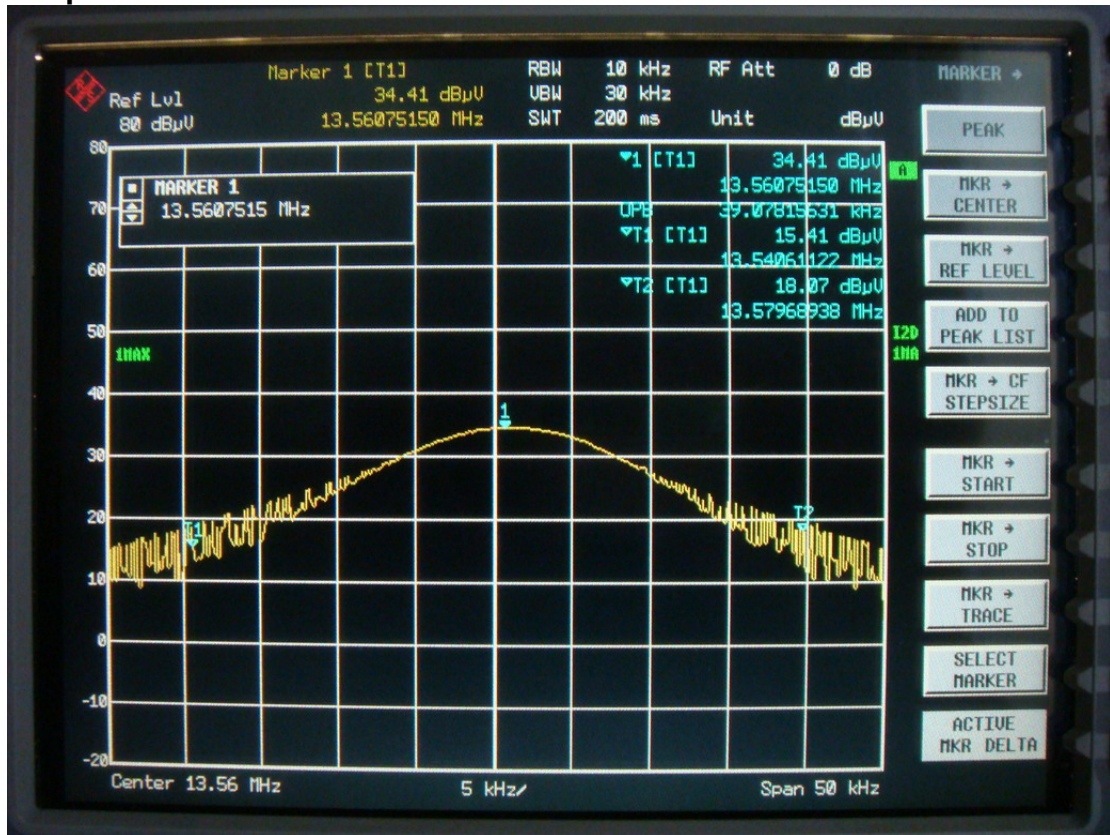 Marker 1 [T1] RBW 10 kHz RF Att 0 dB
Ref Lvl 34.41 dBµV VBW 30 kHz
80 dBµV 13.56075150 MHz SWT 200 ms Unit dBµV
MARKER →
PEAK
MKR →
CENTER
MKR →
REF LEVEL
ADD TO
PEAK LIST
MKR → CF
STEPSIZE
MKR →
START
MKR →
STOP
MKR →
TRACE
SELECT
MARKER
ACTIVE
MKR DELTA
80
70
60
50
40
30
20
10
0
-10
-20
MARKER 1
13.5607515 MHz
▼1 [T1] 34.41 dBµV
13.56075150 MHz
OPB 39.07815631 kHz
▽T1 [T1] 15.41 dBµV
13.54061122 MHz
▽T2 [T1] 18.07 dBµV
13.57968938 MHz
A
I2D
1MAX
1MA
1
T1
T2
Center 13.56 MHz 5 kHz/ Span 50 kHz